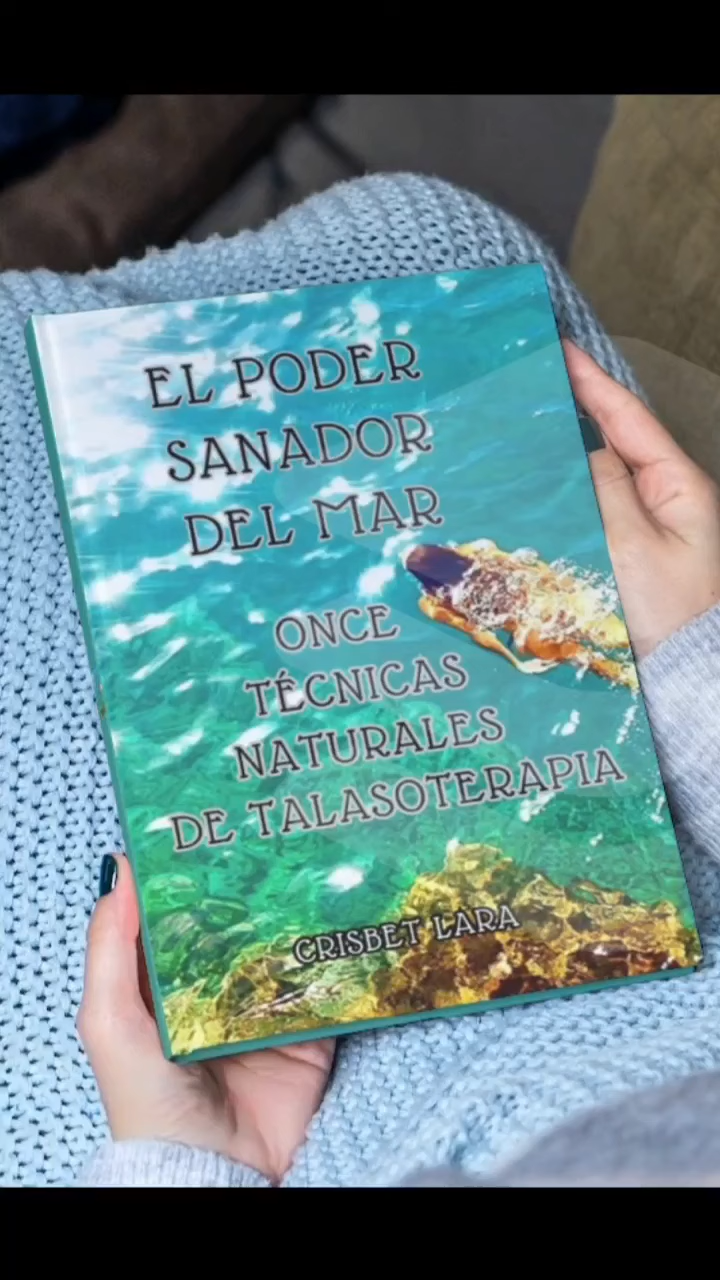 EL PODER
SANADOR
DEL MAR
ONCE
TÉCNICAS
NATURALES
DE TALASOTERAPIA
CRISBET LARA